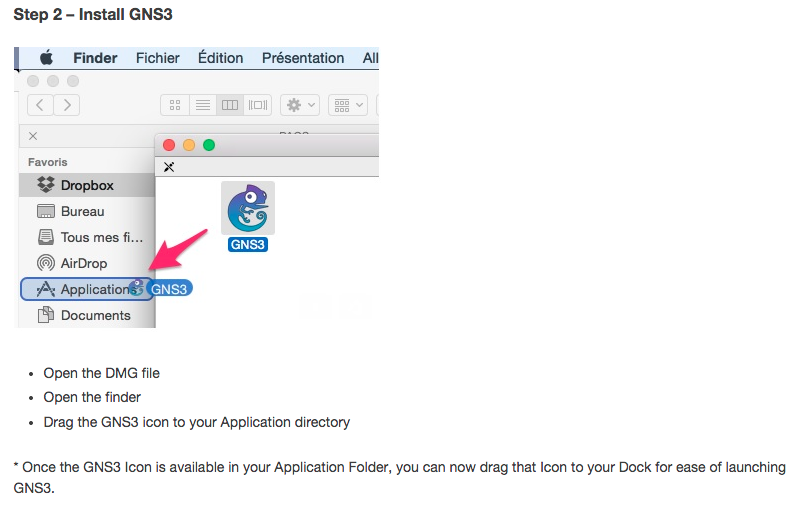 Step 2 – Install GNS3
Finder Fichier Édition Présentation All
Favoris
Dropbox
Bureau
Tous mes fi...
AirDrop
Applications
Documents
GNS3
GNS3
• Open the DMG file
• Open the finder
• Drag the GNS3 icon to your Application directory
* Once the GNS3 Icon is available in your Application Folder, you can now drag that Icon to your Dock for ease of launching
GNS3.